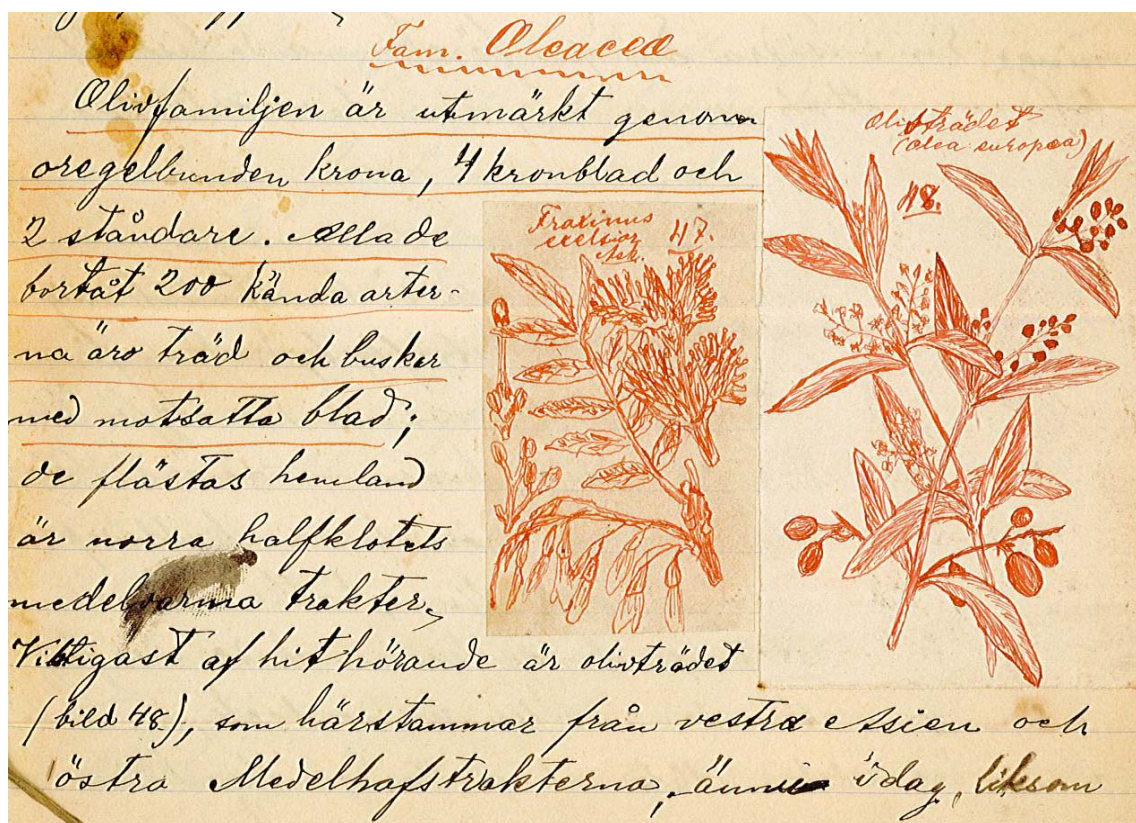 Fam. Oleaceæ
Olivfamiljen är utmärkt genom
oregelbunden krona, 4 kronblad och
2 ståndare. Alla de
bortåt 200 kända arter-
na äro träd och buskar
med motsatta blad;
de flästas hemland
är norra halfklotets
medelvarma trakter,
Viktigast af hithörande är olivträdet
(bild 48), som härstammar från vestra Asien och
östra Medelhafstrakterna, ännu idag, liksom
Fraxinus
excelsior
Ask. 47.
Olivträdet
(Olea europæa)
48.